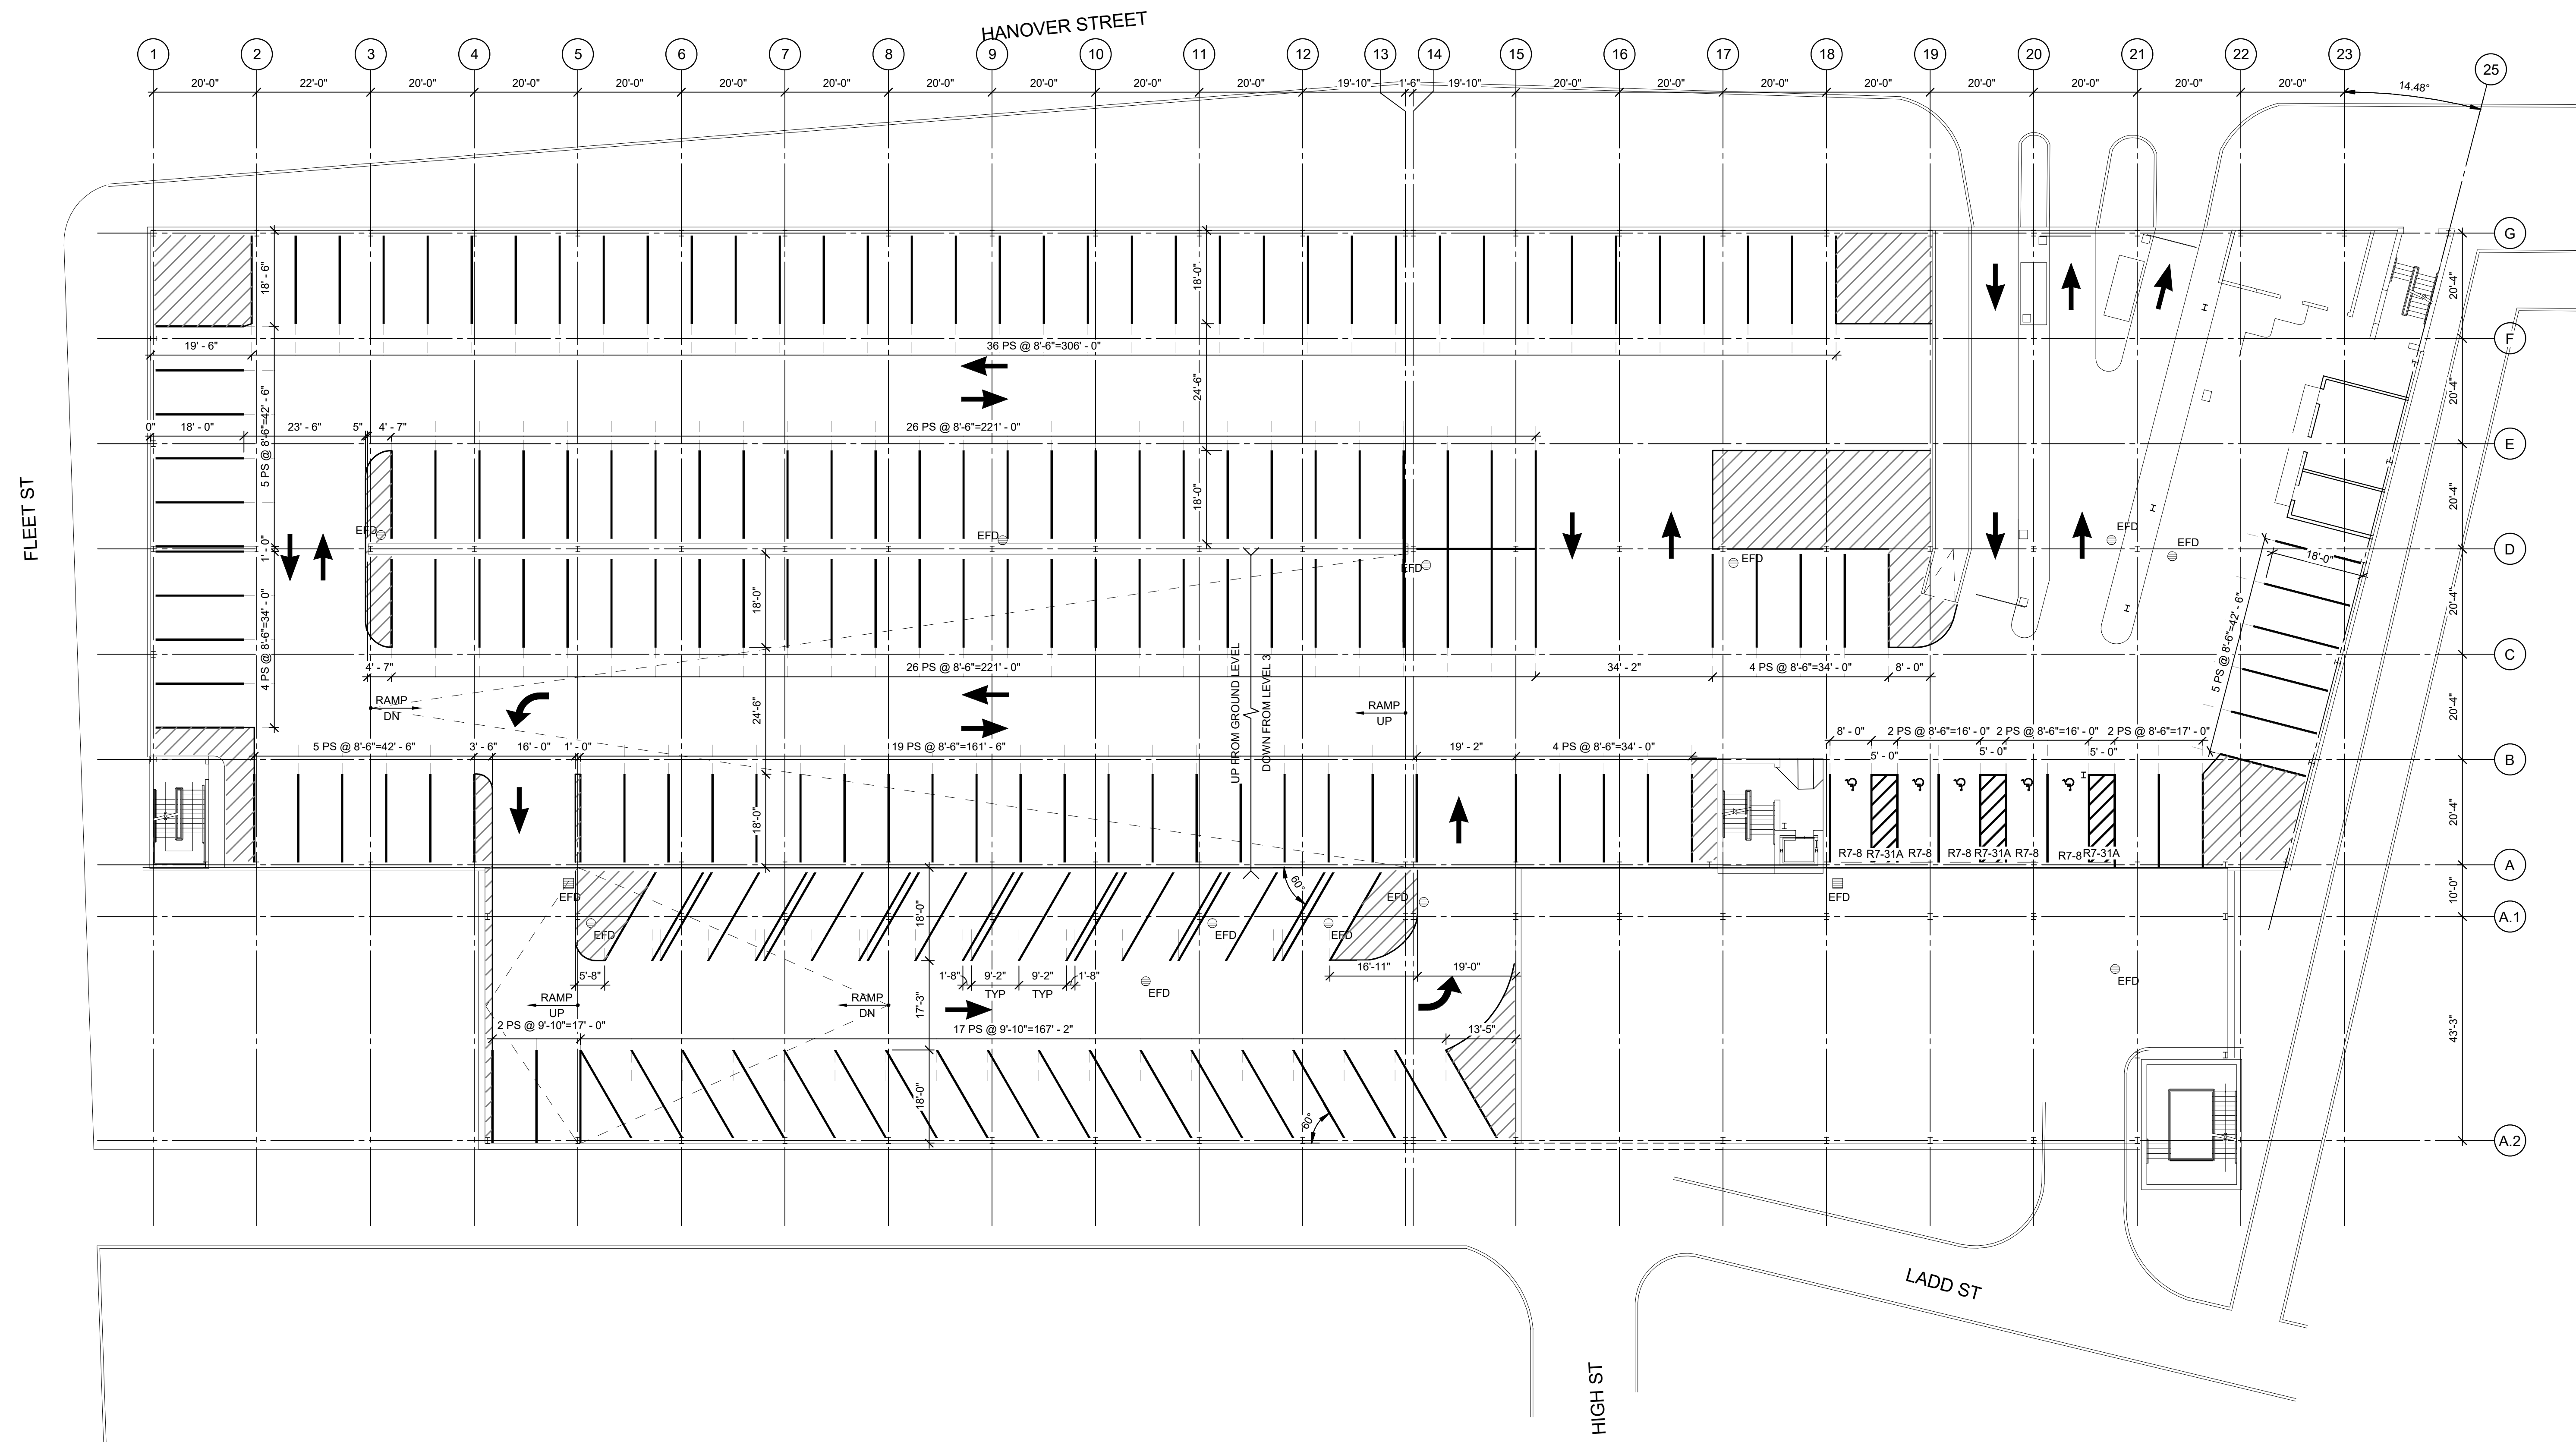 HANOVER STREET
1 2 3 4 5 6 7 8 9 10 11 12 13 14 15 16 17 18 19 20 21 22 23 25
20'-0" 22'-0" 20'-0" 20'-0" 20'-0" 20'-0" 20'-0" 20'-0" 20'-0" 20'-0" 20'-0" 19'-10" 1'-6" 19'-10" 20'-0" 20'-0" 20'-0" 20'-0" 20'-0" 20'-0" 20'-0" 20'-0" 14.48°
G
18' - 6"
18'-0"
20'-4"
F
19' - 6"
36 PS @ 8'-6"=306' - 0"
24'-6"
20'-4"
5 PS @ 8'-6"=42' - 6"
0" 18' - 0" 23' - 6" 5" 4' - 7" 26 PS @ 8'-6"=221' - 0"
E
FLEET ST
18'-0"
20'-4"
EFD EFD EFD EFD
1' - 0"
D
EFD EFD
18'-0"
18'-0"
20'-4"
4 PS @ 8'-6"=34' - 0"
5 PS @ 8'-6"=42' - 6"
C
4' - 7" 26 PS @ 8'-6"=221' - 0" 34' - 2" 4 PS @ 8'-6"=34' - 0" 8' - 0"
UP FROM GROUND LEVEL
DOWN FROM LEVEL 3
RAMP
DN
24'-6"
RAMP
UP
20'-4"
8' - 0" 2 PS @ 8'-6"=16' - 0" 2 PS @ 8'-6"=16' - 0" 2 PS @ 8'-6"=17' - 0"
5 PS @ 8'-6"=42' - 6" 3' - 6" 16' - 0" 1' - 0" 19 PS @ 8'-6"=161' - 6" 19' - 2" 4 PS @ 8'-6"=34' - 0"
5' - 0" 5' - 0" 5' - 0"
B
18'-0"
20'-4"
R7-8 R7-31A R7-8 R7-8 R7-31A R7-8 R7-8 R7-31A
A
60°
EFD EFD EFD
18'-0"
10'-0"
A.1
EFD EFD EFD
5'-8" 1'-8" 9'-2" 9'-2" 1'-8" 16'-11" 19'-0"
TYP TYP
EFD EFD
RAMP
UP
RAMP
DN
17'-3"
2 PS @ 9'-10"=17' - 0" 17 PS @ 9'-10"=167' - 2" 13'-5"
43'-3"
18'-0"
60°
A.2
LADD ST
HIGH ST